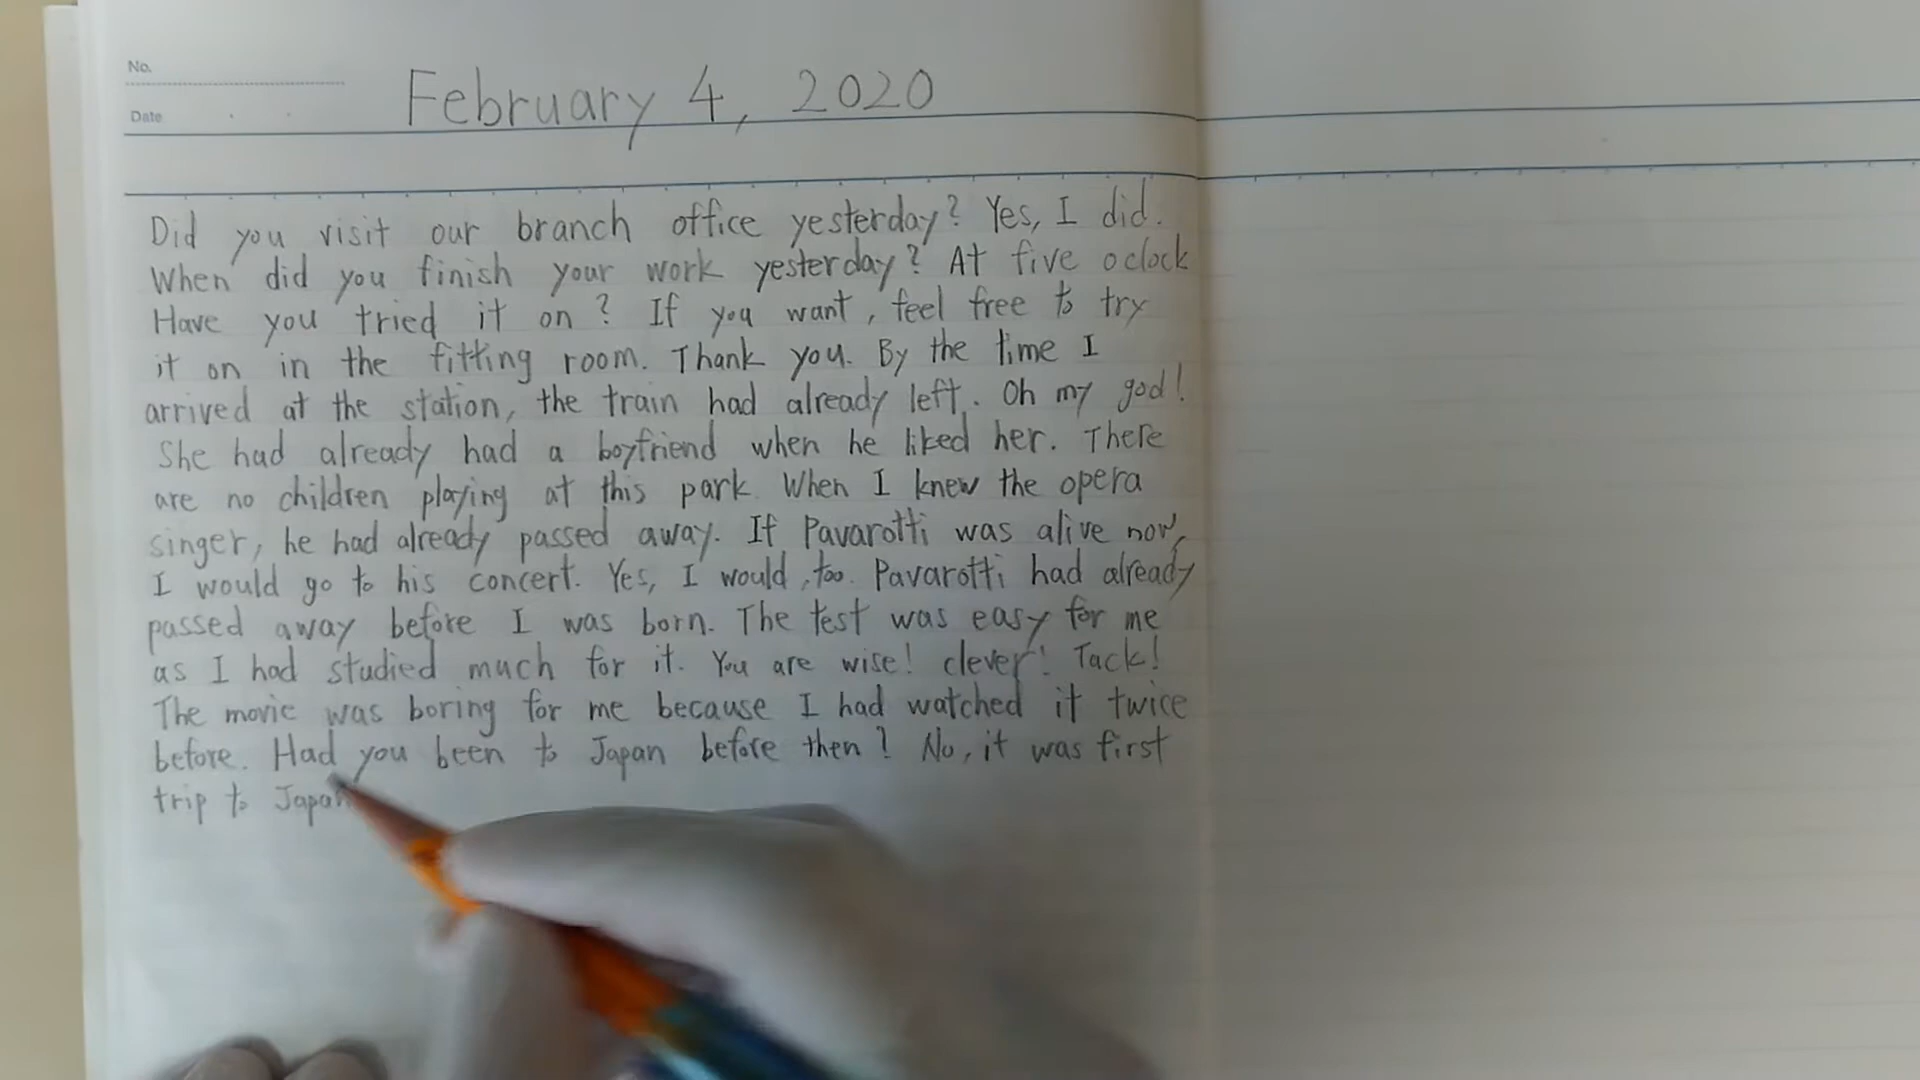 No.
February 4, 2020
Date
Did you visit our branch office yesterday? Yes, I did.
When did you finish your work yesterday? At five oclock
Have you tried it on? If you want, feel free to try
it on in the fitting room. Thank you. By the time I
arrived at the station, the train had already left. Oh my god!
She had already had a boyfriend when he liked her. There
are no children playing at this park. When I knew the opera
singer, he had already passed away. If Pavarotti was alive now,
I would go to his concert. Yes, I would, too. Pavarotti had already
passed away before I was born. The test was easy for me
as I had studied much for it. You are wise! clever! Tack!
The movie was boring for me because I had watched it twice
before. Had you been to Japan before then? No, it was first
trip to Japan